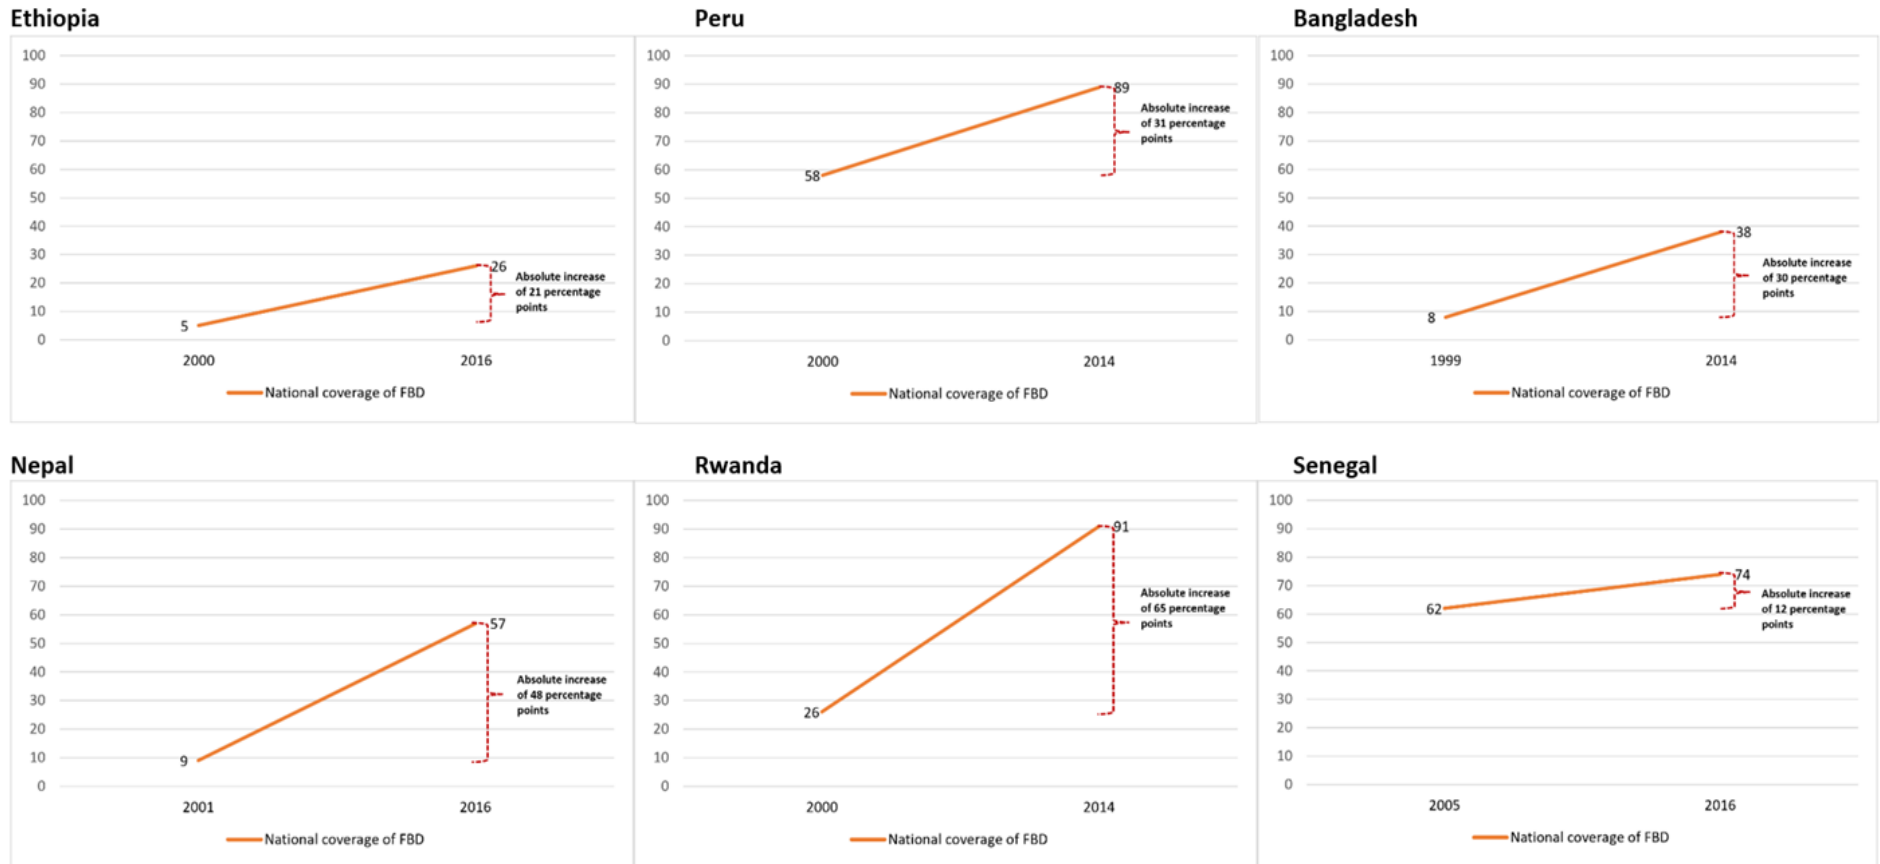 Ethiopia
100
90
80
70
60
50
40
30
20
10
0
5
26
Absolute increase
of 21 percentage
points
2000 2016
National coverage of FBD
Peru
100
90
80
70
60
50
40
30
20
10
0
58
89
Absolute increase
of 31 percentage
points
2000 2014
National coverage of FBD
Bangladesh
100
90
80
70
60
50
40
30
20
10
0
8
38
Absolute increase
of 30 percentage
points
1999 2014
National coverage of FBD
Nepal
100
90
80
70
60
50
40
30
20
10
0
9
57
Absolute increase
of 48 percentage
points
2001 2016
National coverage of FBD
Rwanda
100
90
80
70
60
50
40
30
20
10
0
26
91
Absolute increase
of 65 percentage
points
2000 2014
National coverage of FBD
Senegal
100
90
80
70
60
50
40
30
20
10
0
62
74
Absolute increase
of 12 percentage
points
2005 2016
National coverage of FBD